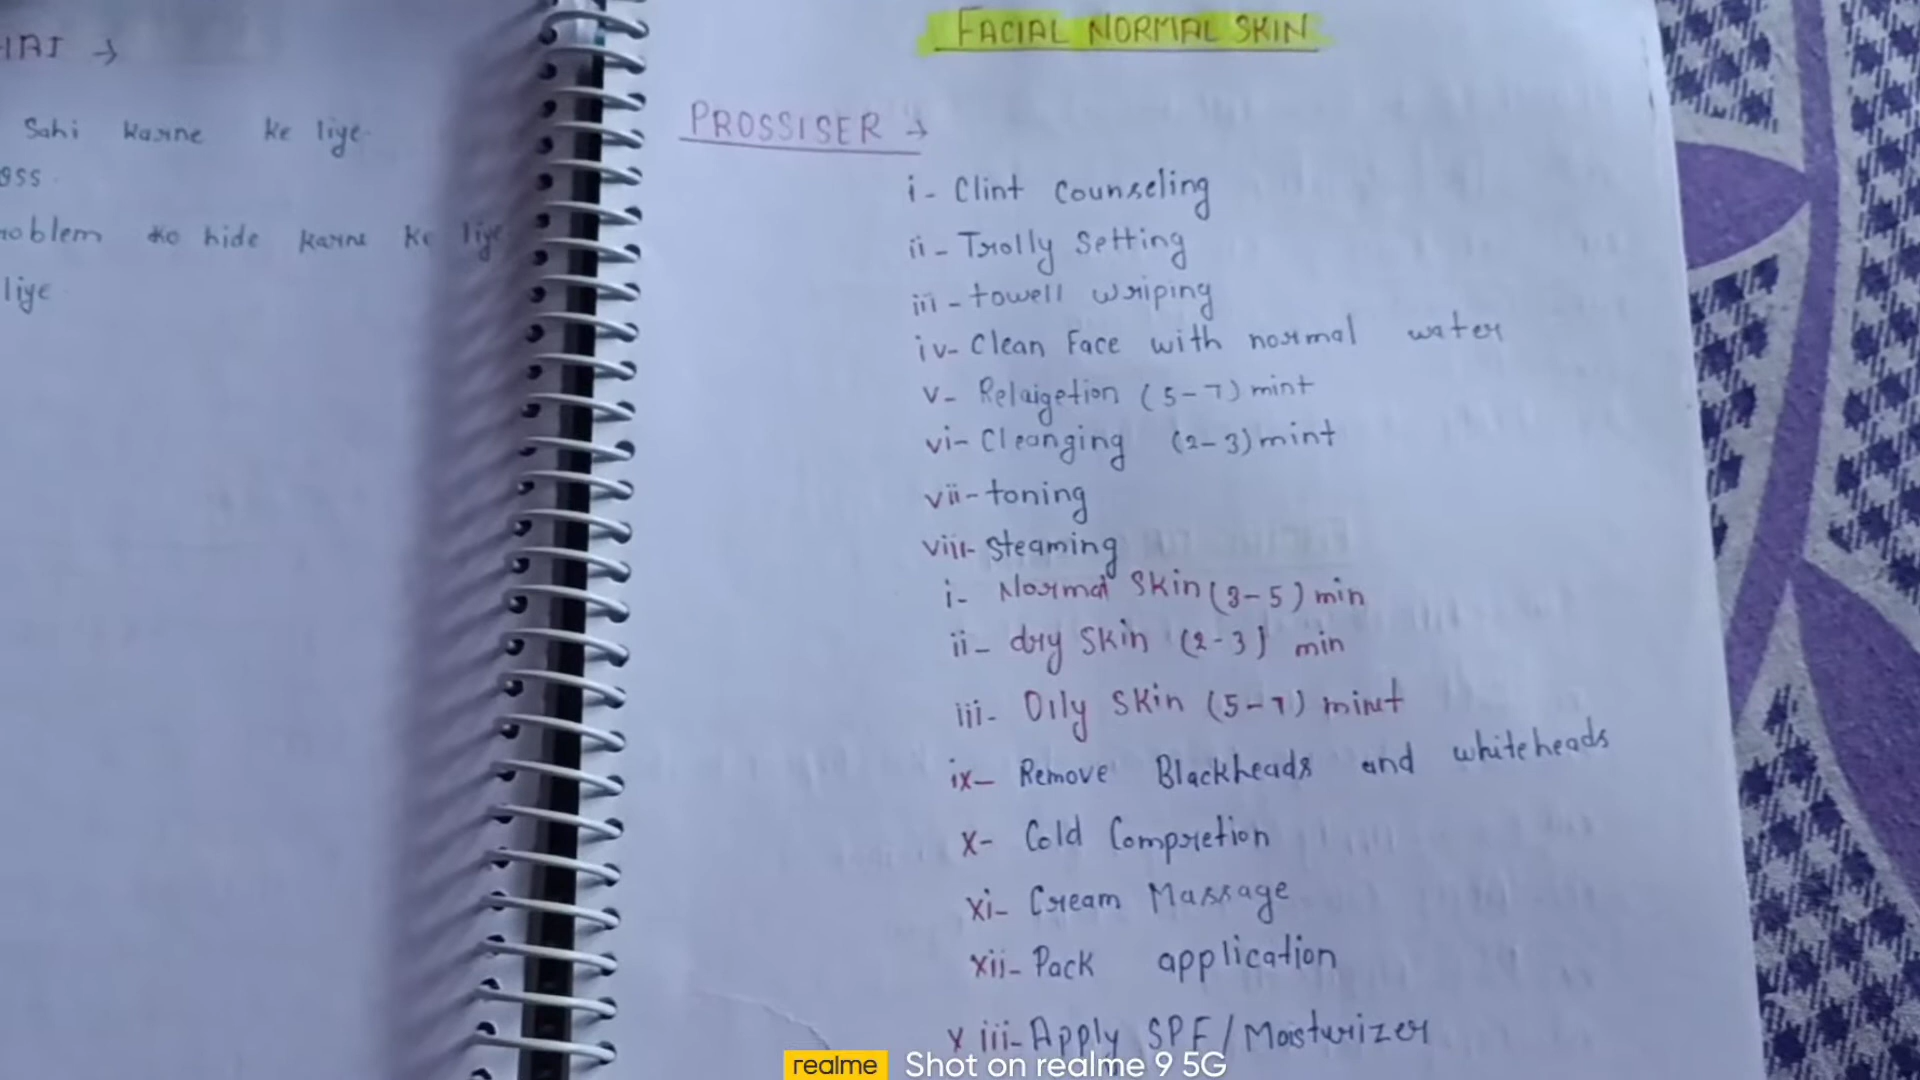 HAI →
Sahi karne ke liye
ess.
roblem ko hide karne ke liye
liye
FACIAL NORMAL SKIN
PROSSISER →
i- Clint Counseling
ii- Trolly Setting
iii- towell wriping
iv- Clean Face with normal water
v- Relaigetion (5-7) mint
vi- Cleanging (2-3) mint
vii- toning
viii- Steaming
i- Normal Skin (3-5) min
ii- dry Skin (2-3) min
iii- Oily Skin (5-7) mint
ix- Remove Blackheads and whiteheads
x- Cold Compretion
xi- Cream Massage
xii- Pack application
xiii- Apply SPF/Moisturizer
realme Shot on realme 9 5G